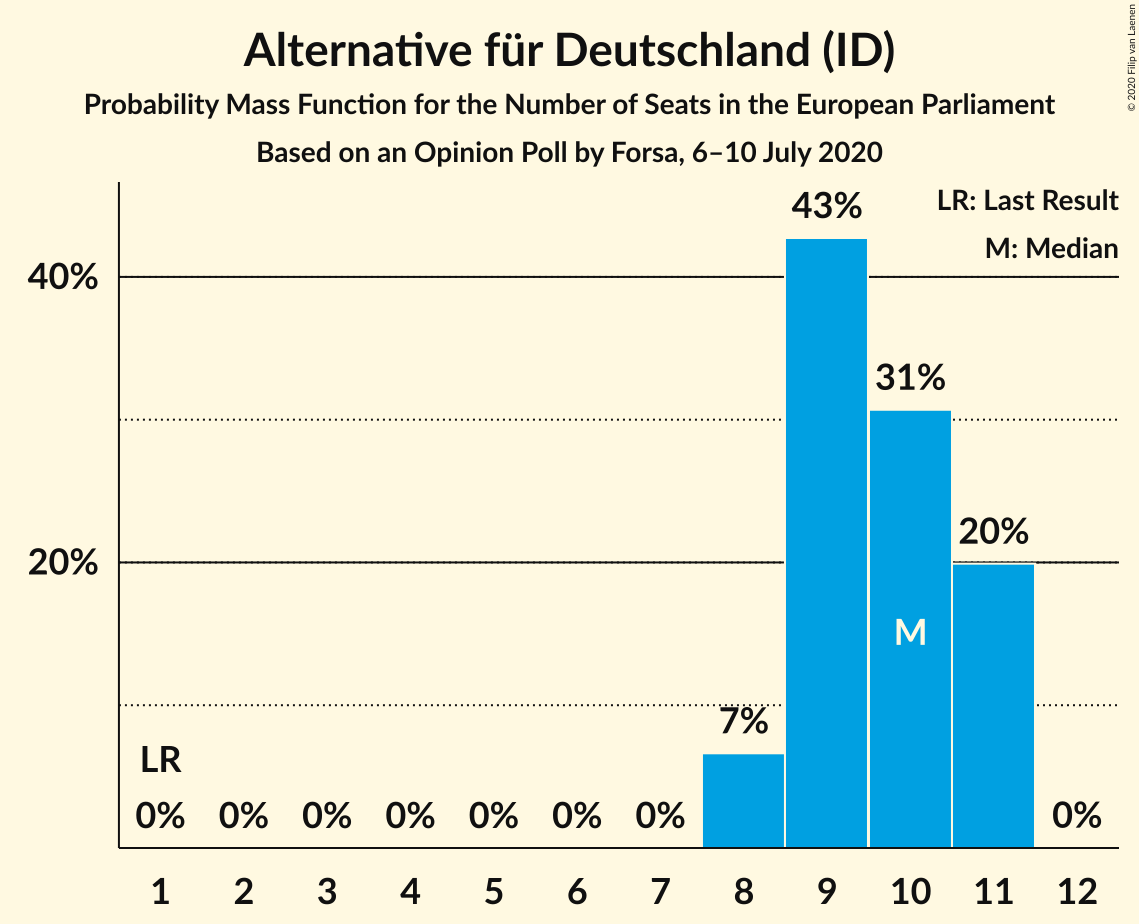 Alternative für Deutschland (ID)
Probability Mass Function for the Number of Seats in the European Parliament
Based on an Opinion Poll by Forsa, 6–10 July 2020
© 2020 Filip van Laenen
LR: Last Result
M: Median
43%
40%
31%
20%
20%
M
7%
LR
0% 0% 0% 0% 0% 0% 0% 0%
1 2 3 4 5 6 7 8 9 10 11 12